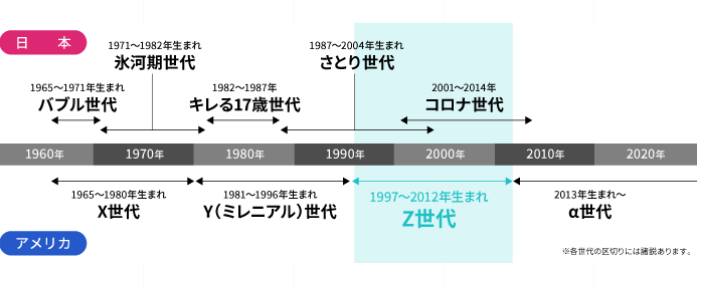 日 本
1971～1982年生まれ
氷河期世代
1987～2004年生まれ
さとり世代
1965～1971年生まれ
バブル世代
1982～1987年
キレる17歳世代
2001～2014年
コロナ世代
1960年 1970年 1980年 1990年 2000年 2010年 2020年
1965～1980年生まれ
X世代
1981～1996年生まれ
Y（ミレニアル）世代
1997～2012年生まれ
Z世代
2013年生まれ～
α世代
アメリカ
※各世代の区切りには諸説あります。